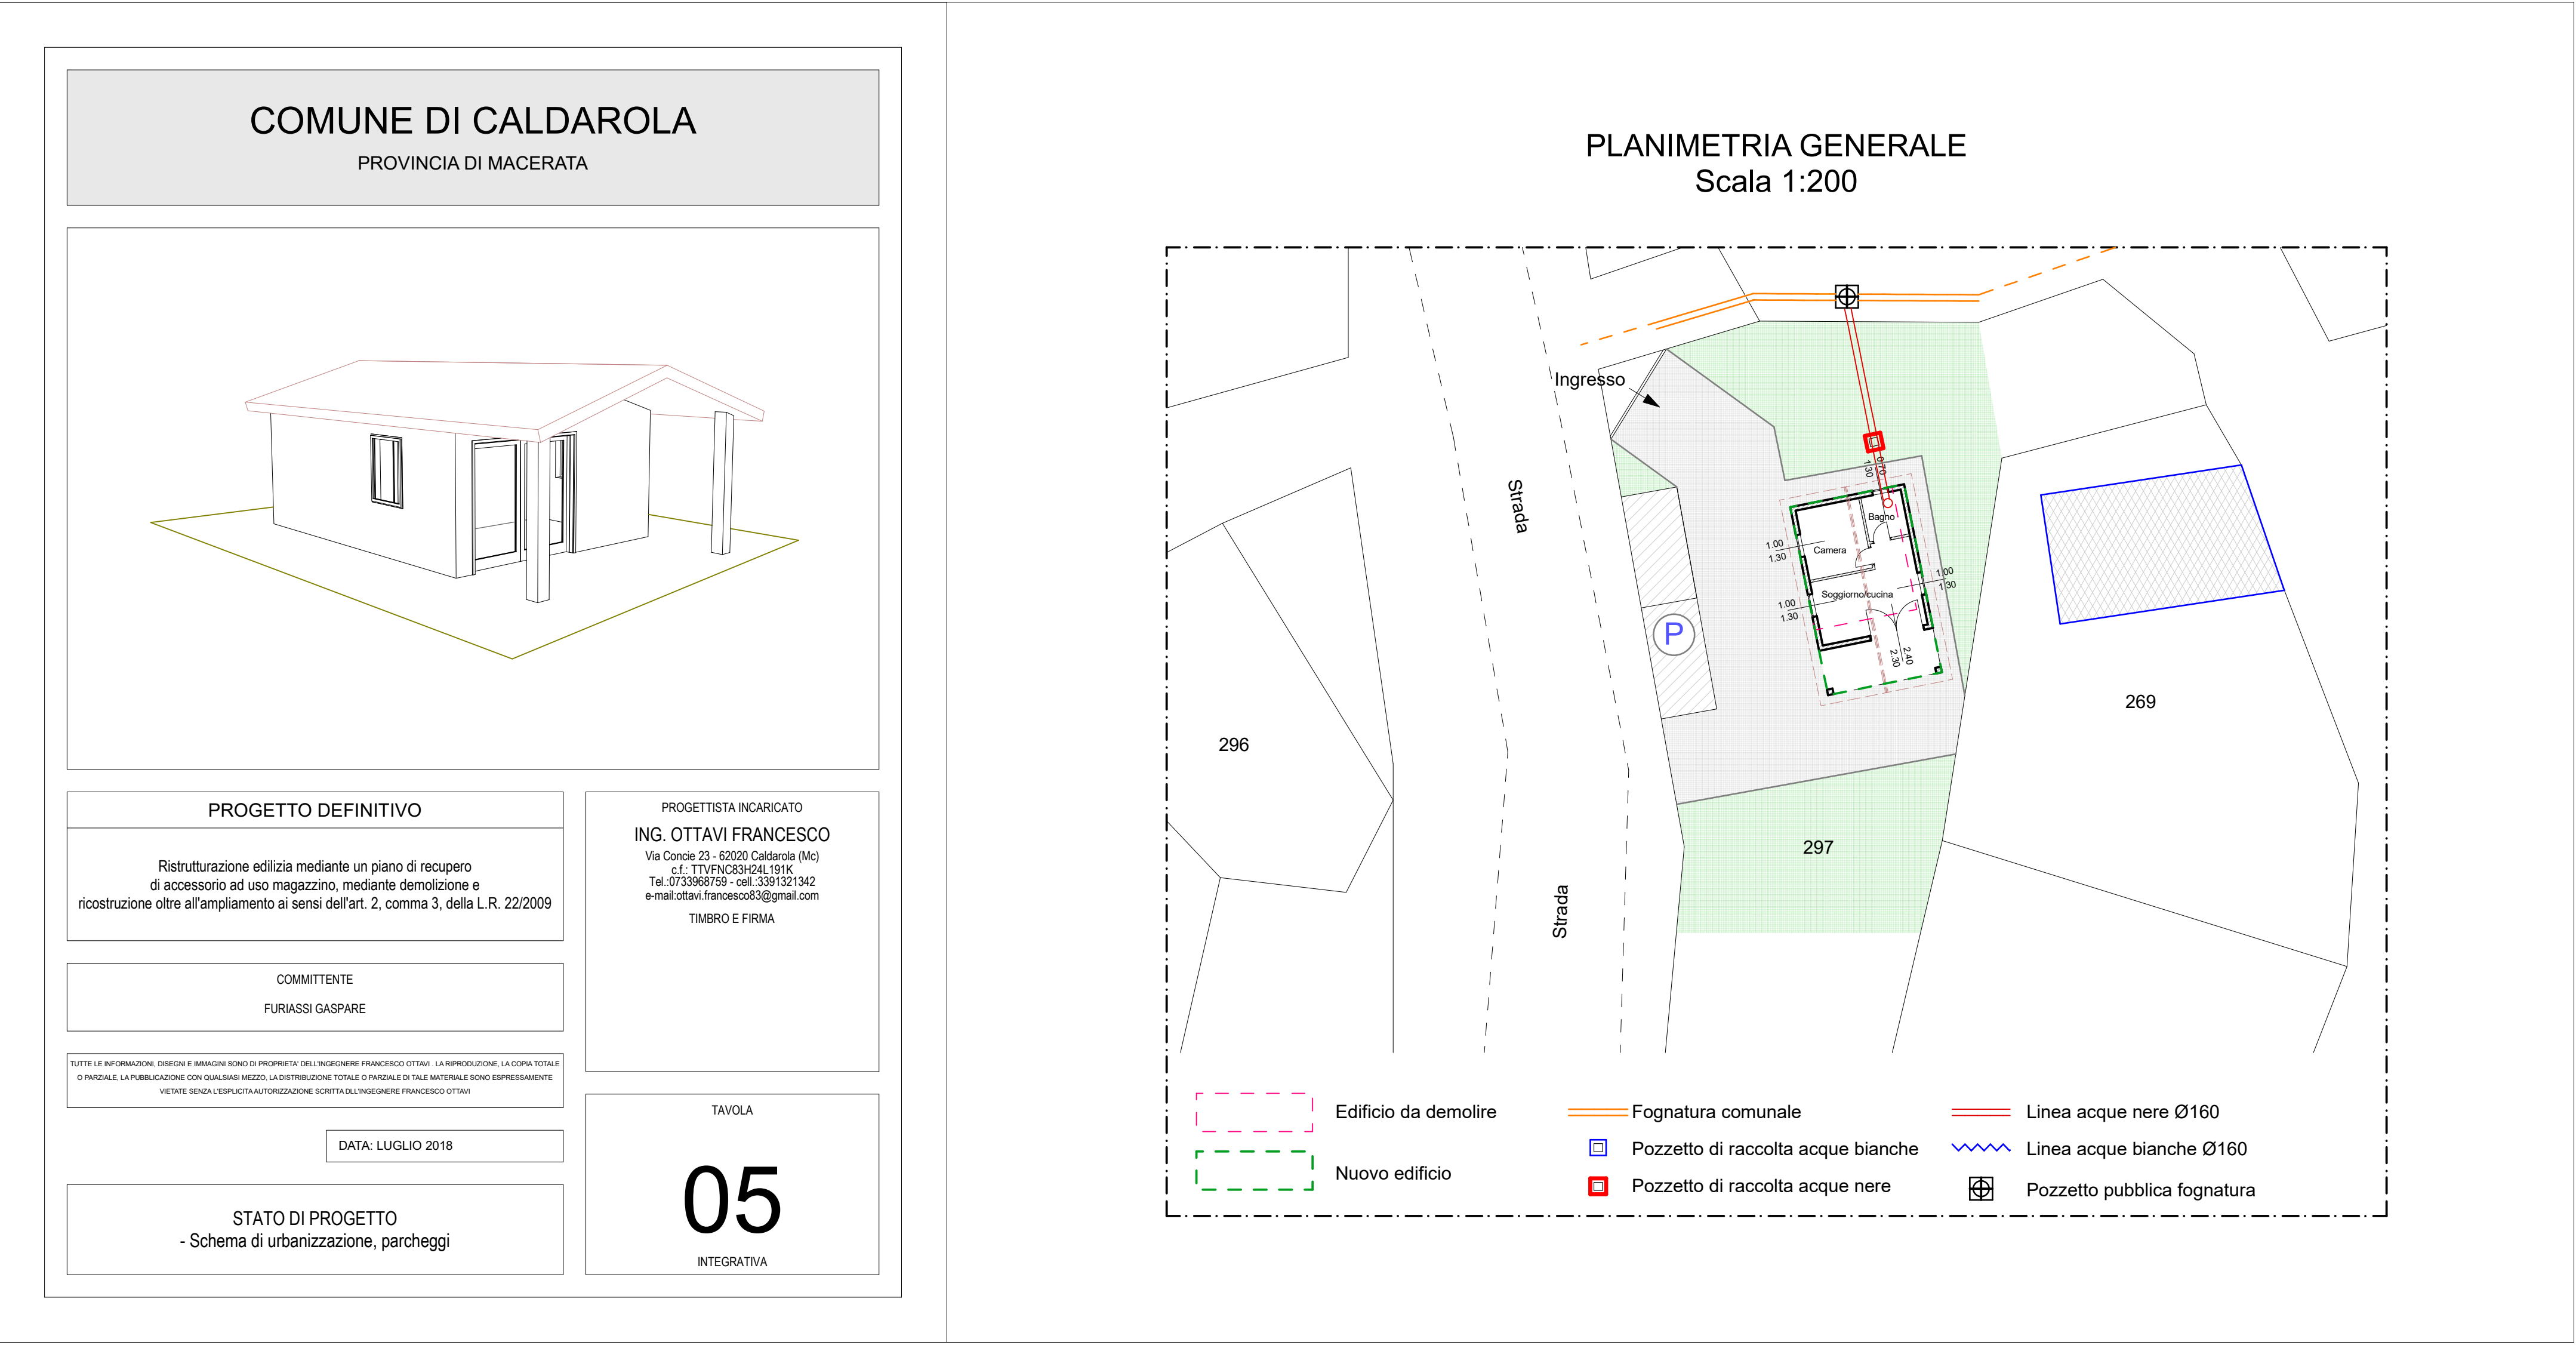 COMUNE DI CALDAROLA
PROVINCIA DI MACERATA
PROGETTO DEFINITIVO
Ristrutturazione edilizia mediante un piano di recupero
di accessorio ad uso magazzino, mediante demolizione e
ricostruzione oltre all'ampliamento ai sensi dell'art. 2, comma 3, della L.R. 22/2009
COMMITTENTE
FURIASSI GASPARE
TUTTE LE INFORMAZIONI, DISEGNI E IMMAGINI SONO DI PROPRIETA' DELL'INGEGNERE FRANCESCO OTTAVI . LA RIPRODUZIONE, LA COPIA TOTALE
O PARZIALE, LA PUBBLICAZIONE CON QUALSIASI MEZZO, LA DISTRIBUZIONE TOTALE O PARZIALE DI TALE MATERIALE SONO ESPRESSAMENTE
VIETATE SENZA L'ESPLICITA AUTORIZZAZIONE SCRITTA DLL'INGEGNERE FRANCESCO OTTAVI
DATA: LUGLIO 2018
STATO DI PROGETTO
- Schema di urbanizzazione, parcheggi
PROGETTISTA INCARICATO
ING. OTTAVI FRANCESCO
Via Concie 23 - 62020 Caldarola (Mc)
c.f.: TTVFNC83H24L191K
Tel.:0733968759 - cell.:3391321342
e-mail:ottavi.francesco83@gmail.com
TIMBRO E FIRMA
TAVOLA
05
INTEGRATIVA
PLANIMETRIA GENERALE
Scala 1:200
Ingresso
Strada
Strada
0.70
1.30
Bagno
Camera
1.00
1.30
1.00
1.30
Soggiorno/cucina
1.00
1.30
2.40
2.30
P
296
269
297
Edificio da demolire
Nuovo edificio
Fognatura comunale
Pozzetto di raccolta acque bianche
Pozzetto di raccolta acque nere
Linea acque nere Ø160
Linea acque bianche Ø160
Pozzetto pubblica fognatura